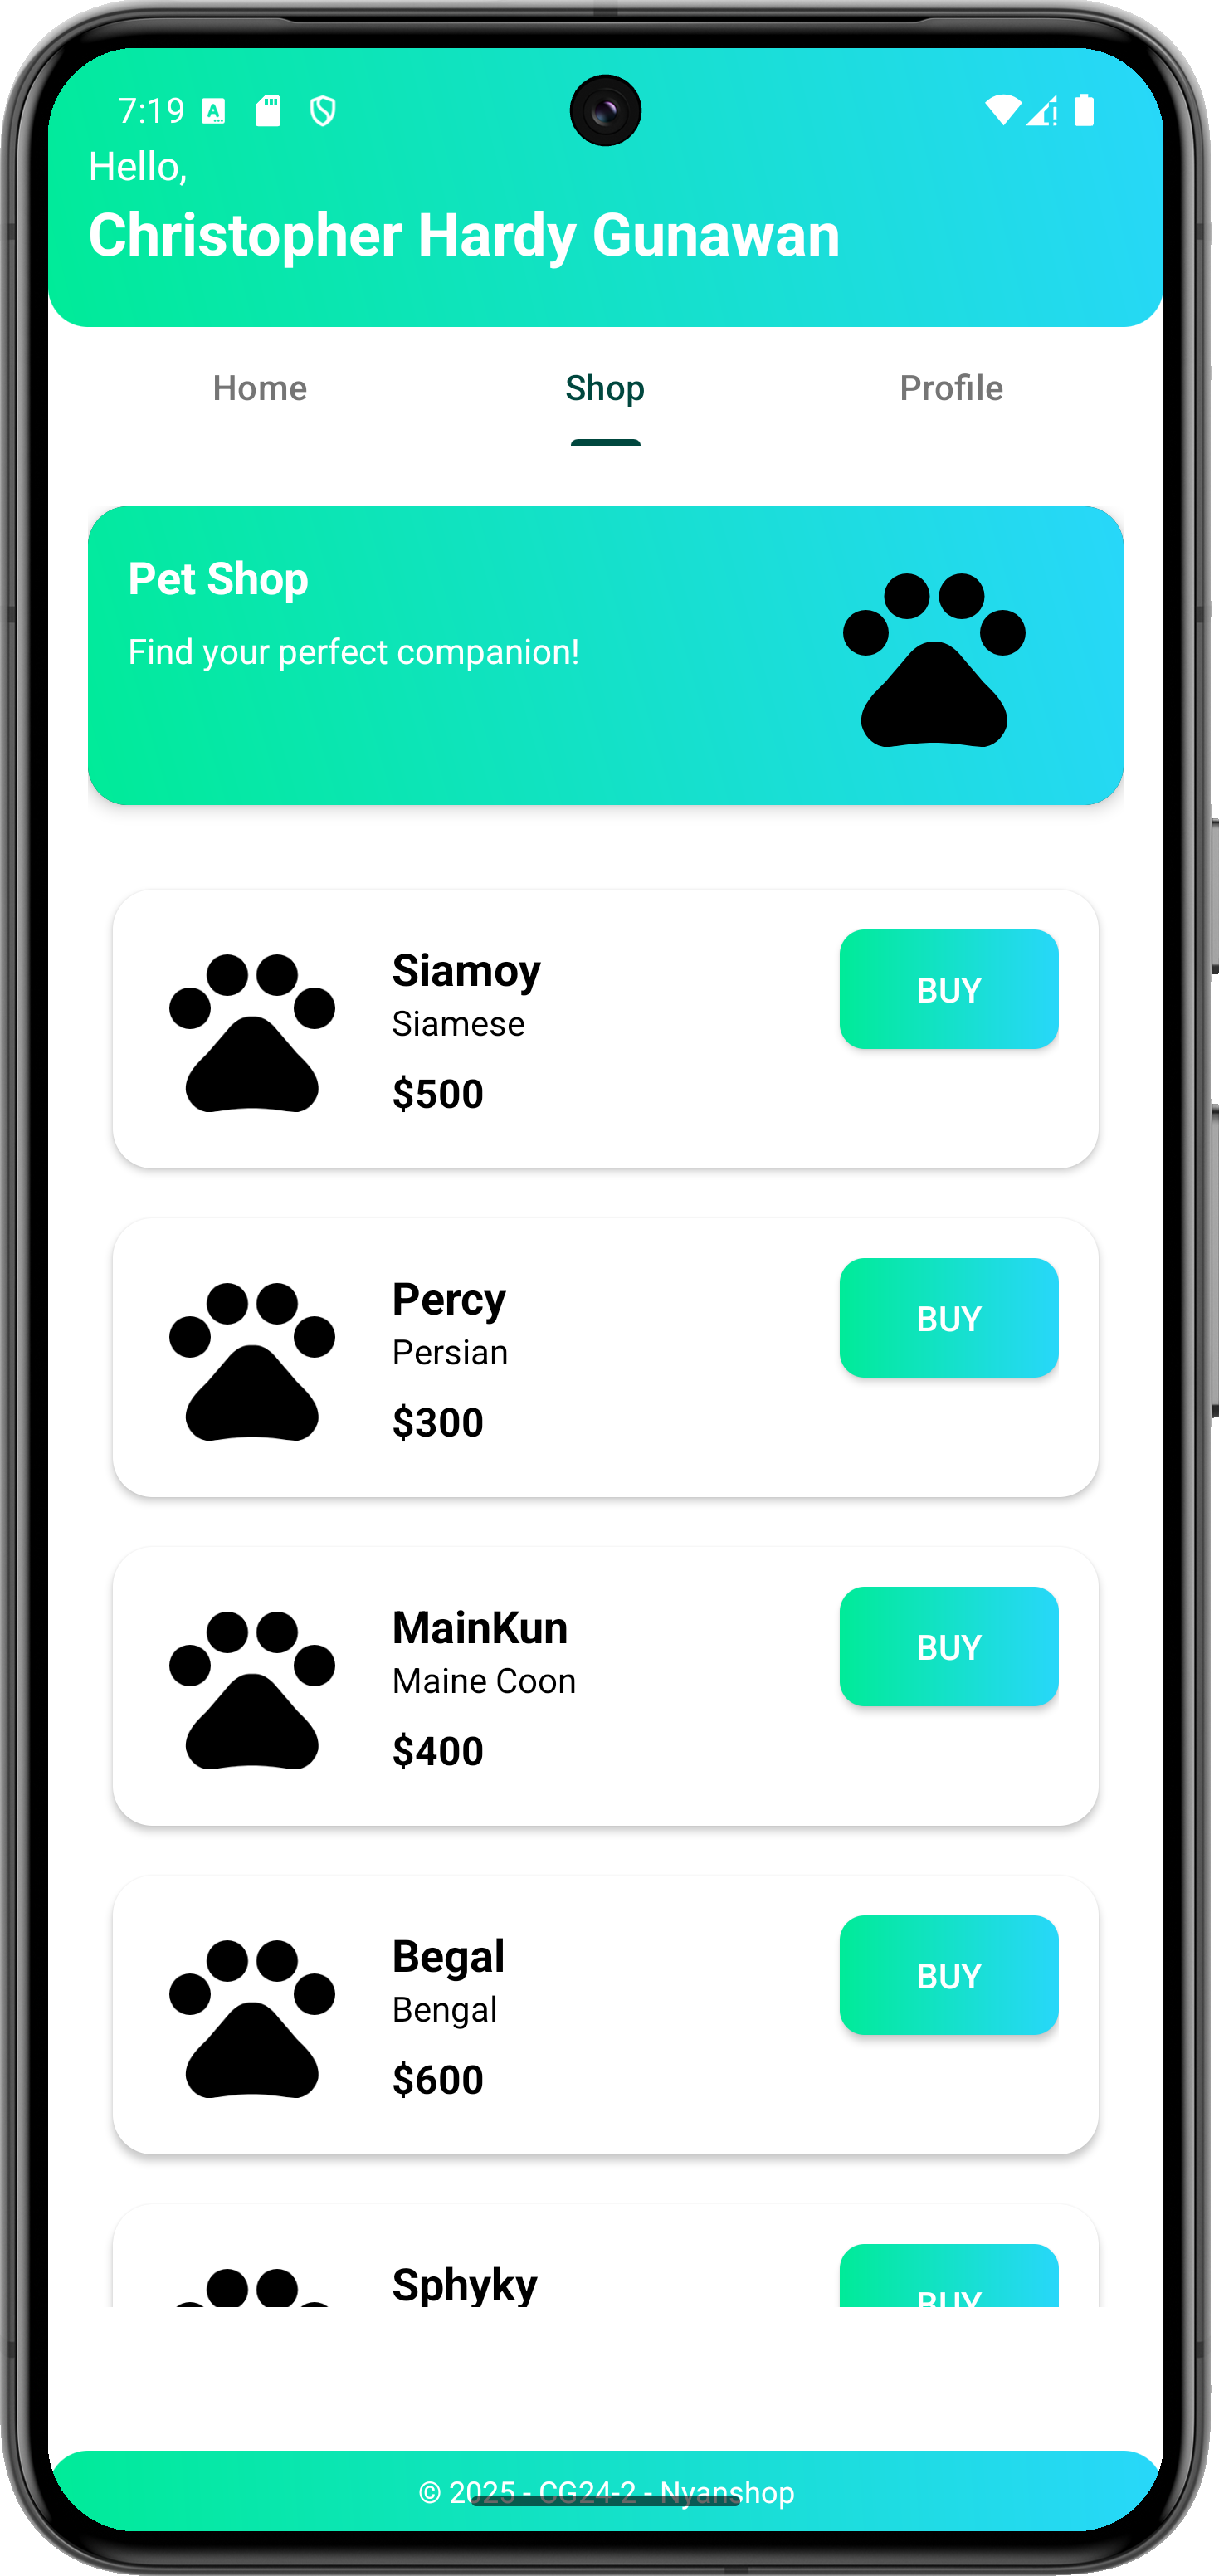 7:19
Hello,
Christopher Hardy Gunawan
Home Shop Profile
Pet Shop
Find your perfect companion!
Siamoy
Siamese
$500
BUY
Percy
Persian
$300
BUY
MainKun
Maine Coon
$400
BUY
Begal
Bengal
$600
BUY
Sphyky
BUY
© 2025 - CG24-2 - Nyanshop